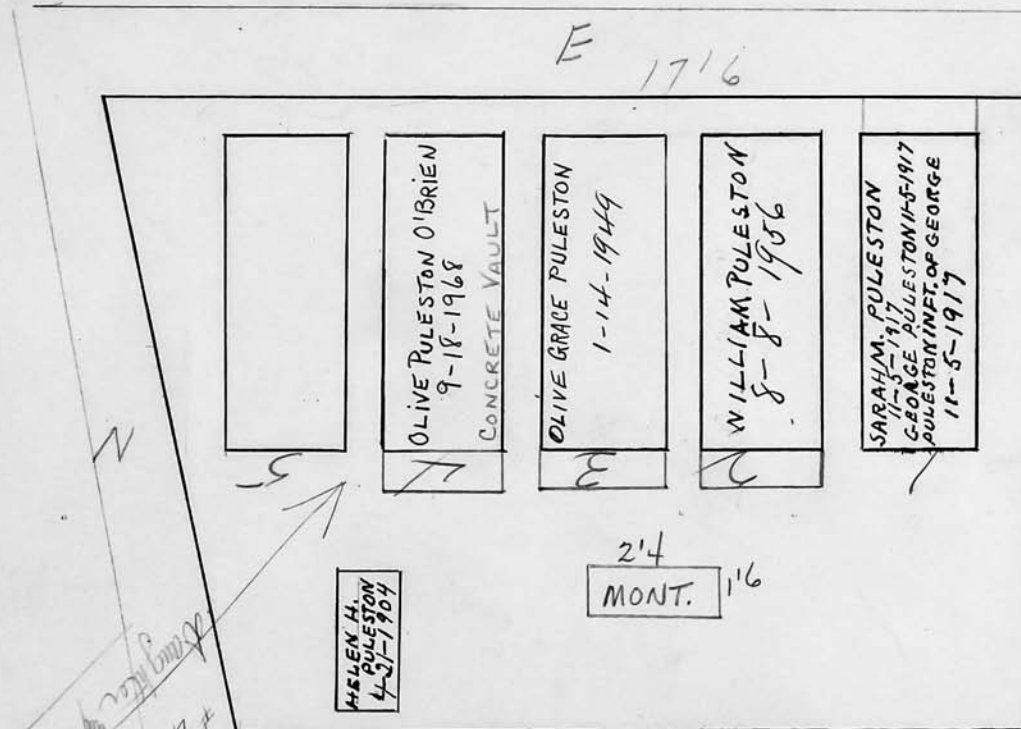 E
17'6
OLIVE PULESTON O'BRIEN
9-18-1968
CONCRETE VAULT
OLIVE GRACE PULESTON
1-14-1949
WILLIAM PULESTON
8-8-1956
SARAH M. PULESTON
11-5-1917
GEORGE PULESTON 11-5-1917
PULESTON INFT. OF GEORGE
11-5-1917
N
5
4
3
2
1
HELEN H.
PULESTON
4-21-1904
2'4
MONT.
1'6
Daughter